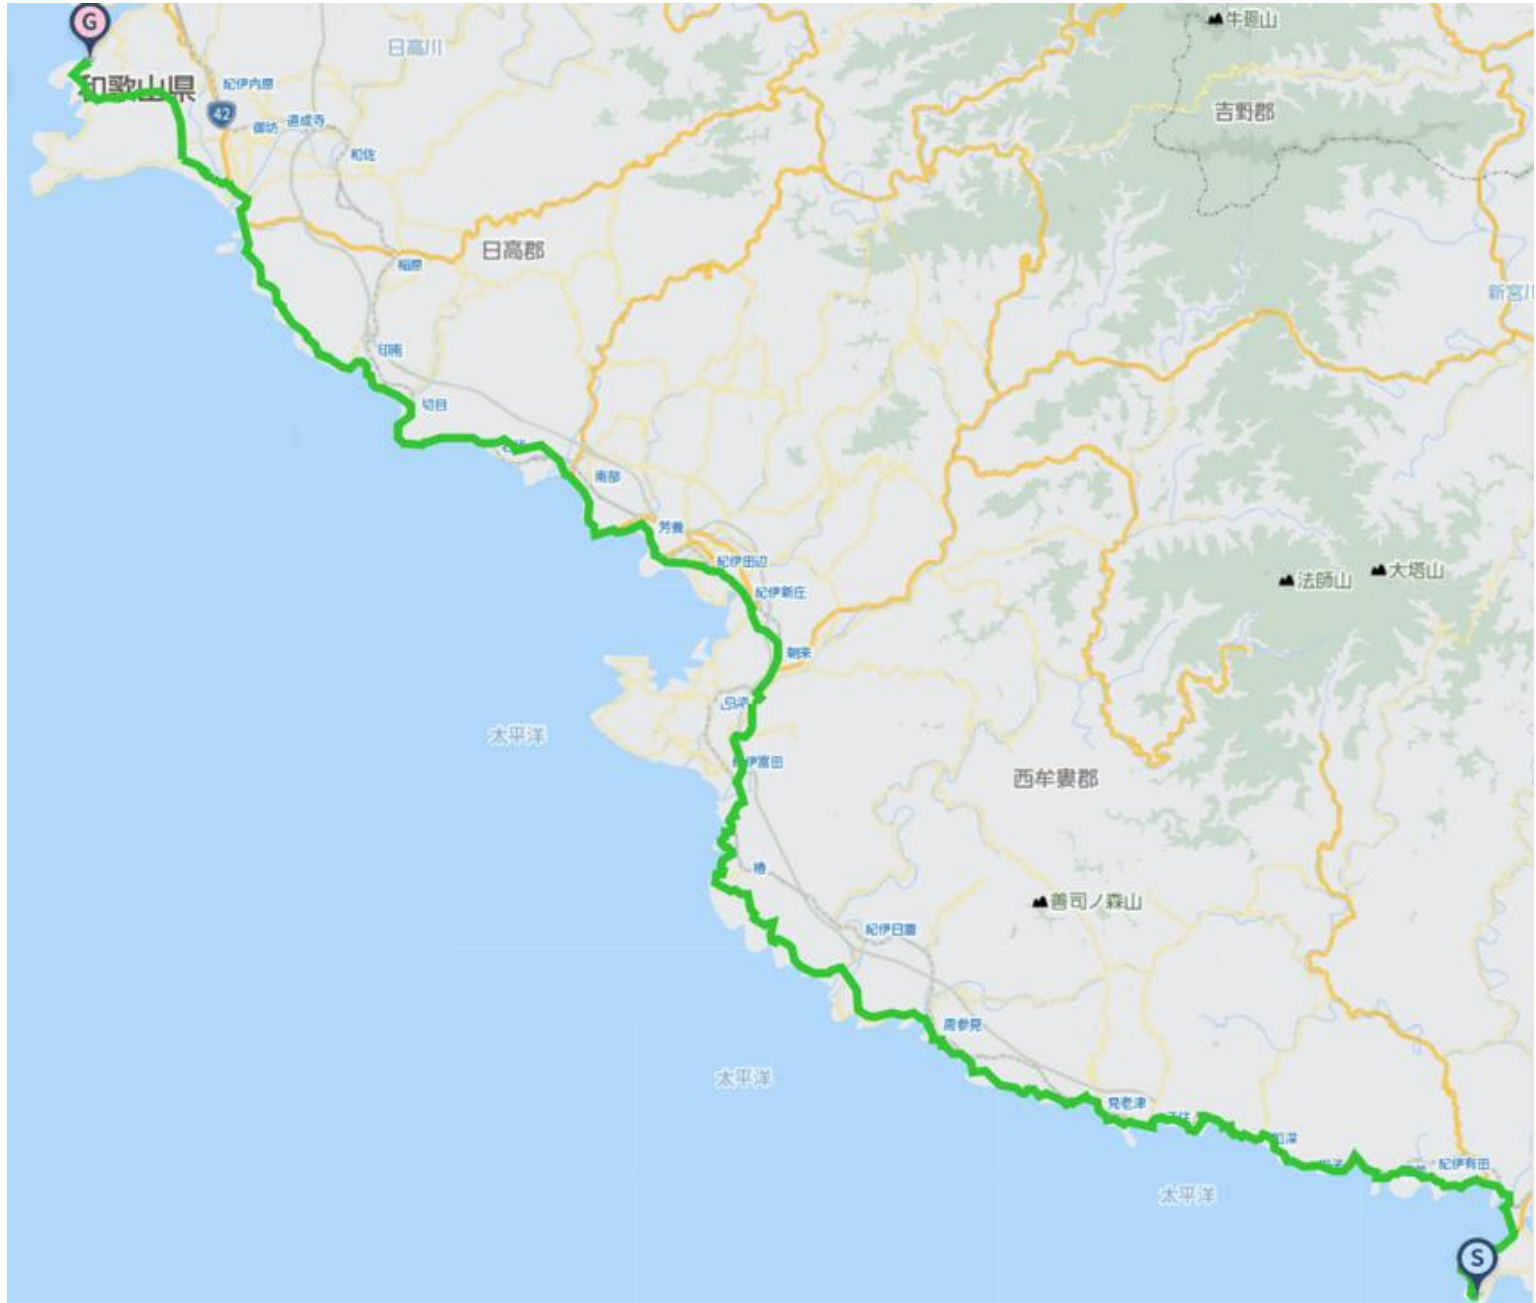 G
牛廻山
日高川
和歌山県
紀伊内原
42
吉野郡
御坊
道成寺
和佐
日高郡
稲原
新宮川
印南
切目
南部
芳養
紀伊田辺
大塔山
法師山
紀伊新庄
朝来
白浜
太平洋
紀伊富田
西牟婁郡
椿
善司ノ森山
紀伊日置
周参見
太平洋
見老津
紀伊有田
太平洋
S